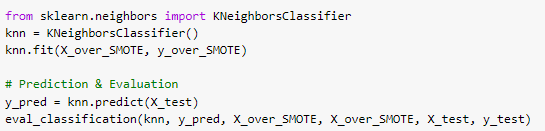 from sklearn.neighbors import KNeighborsClassifier
knn = KNeighborsClassifier()
knn.fit(X_over_SMOTE, y_over_SMOTE)

# Prediction & Evaluation
y_pred = knn.predict(X_test)
eval_classification(knn, y_pred, X_over_SMOTE, X_over_SMOTE, X_test, y_test)